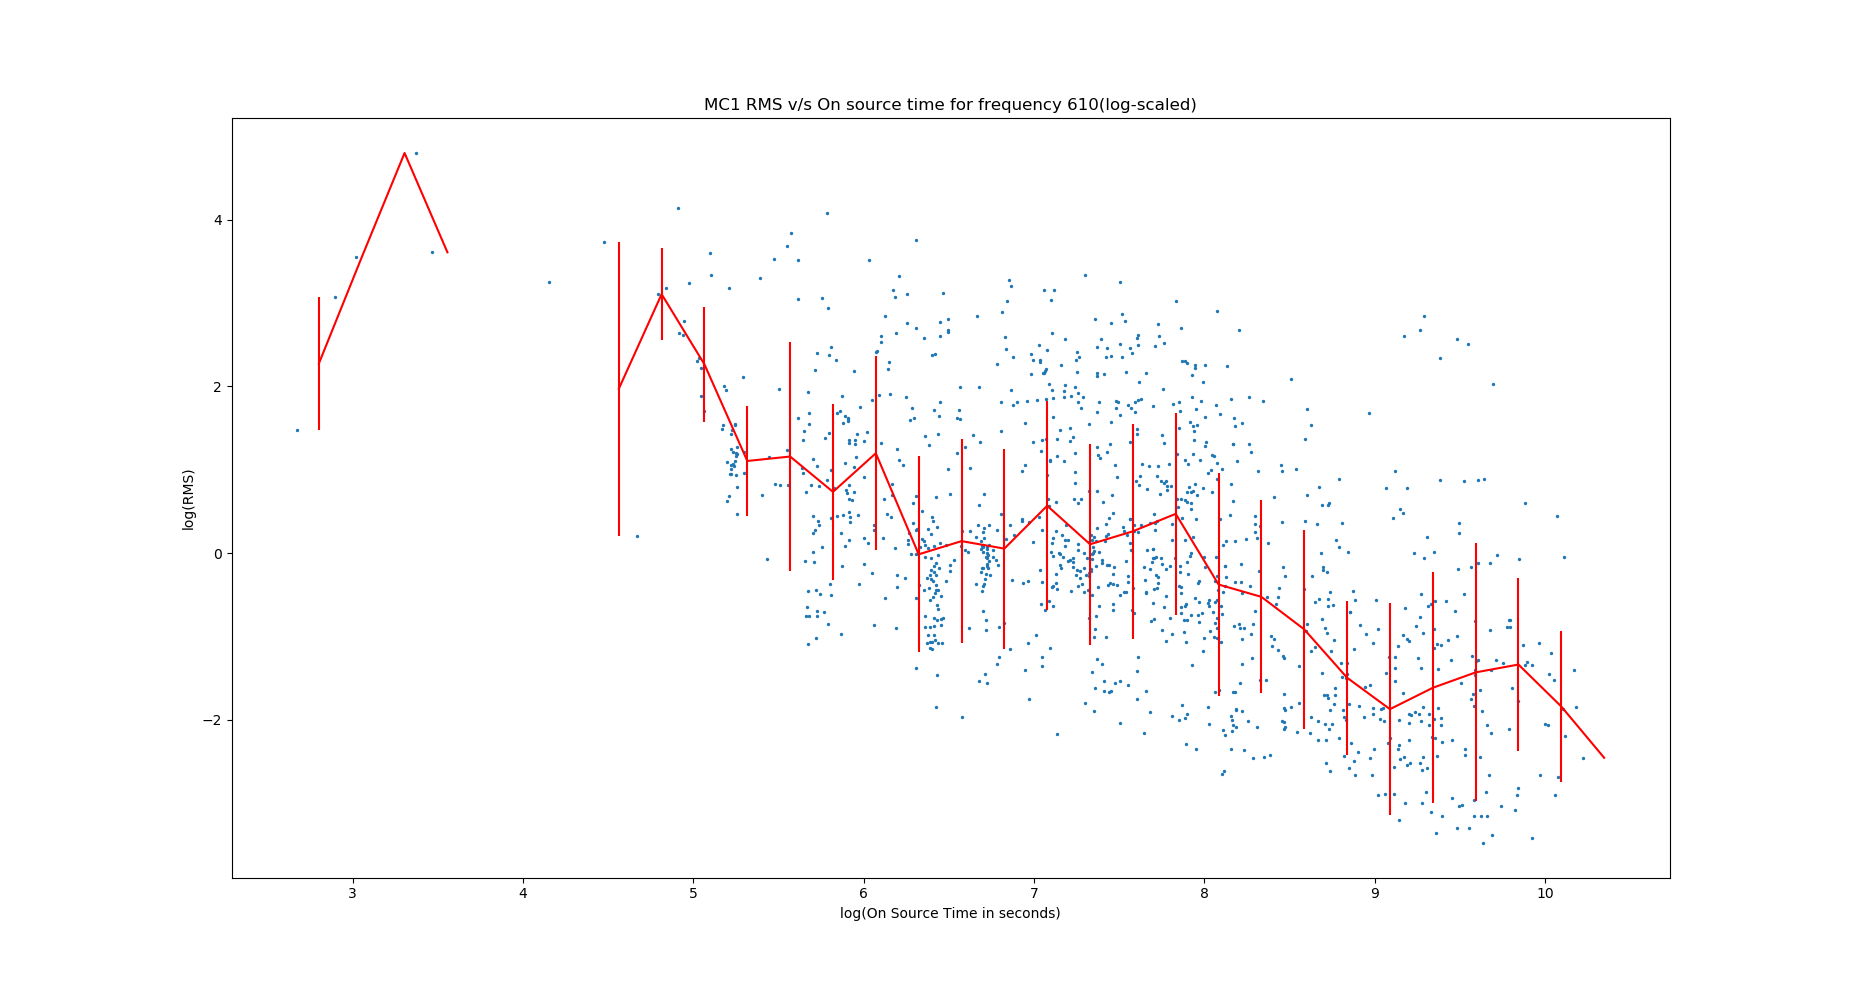 MC1 RMS v/s On source time for frequency 610(log-scaled)
log(RMS)
4
2
0
−2
3 4 5 6 7 8 9 10
log(On Source Time in seconds)